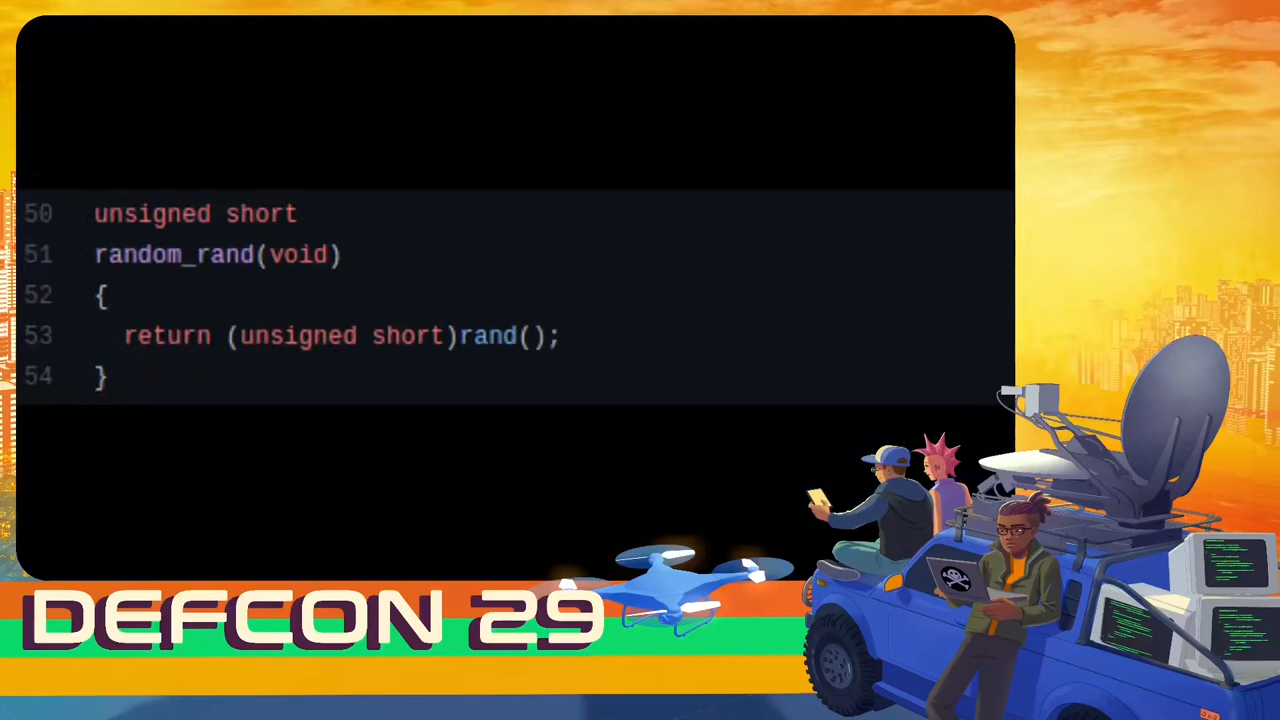 50 unsigned short
51 random_rand(void)
52 {
53 return (unsigned short)rand();
54 }
DEFCON 29